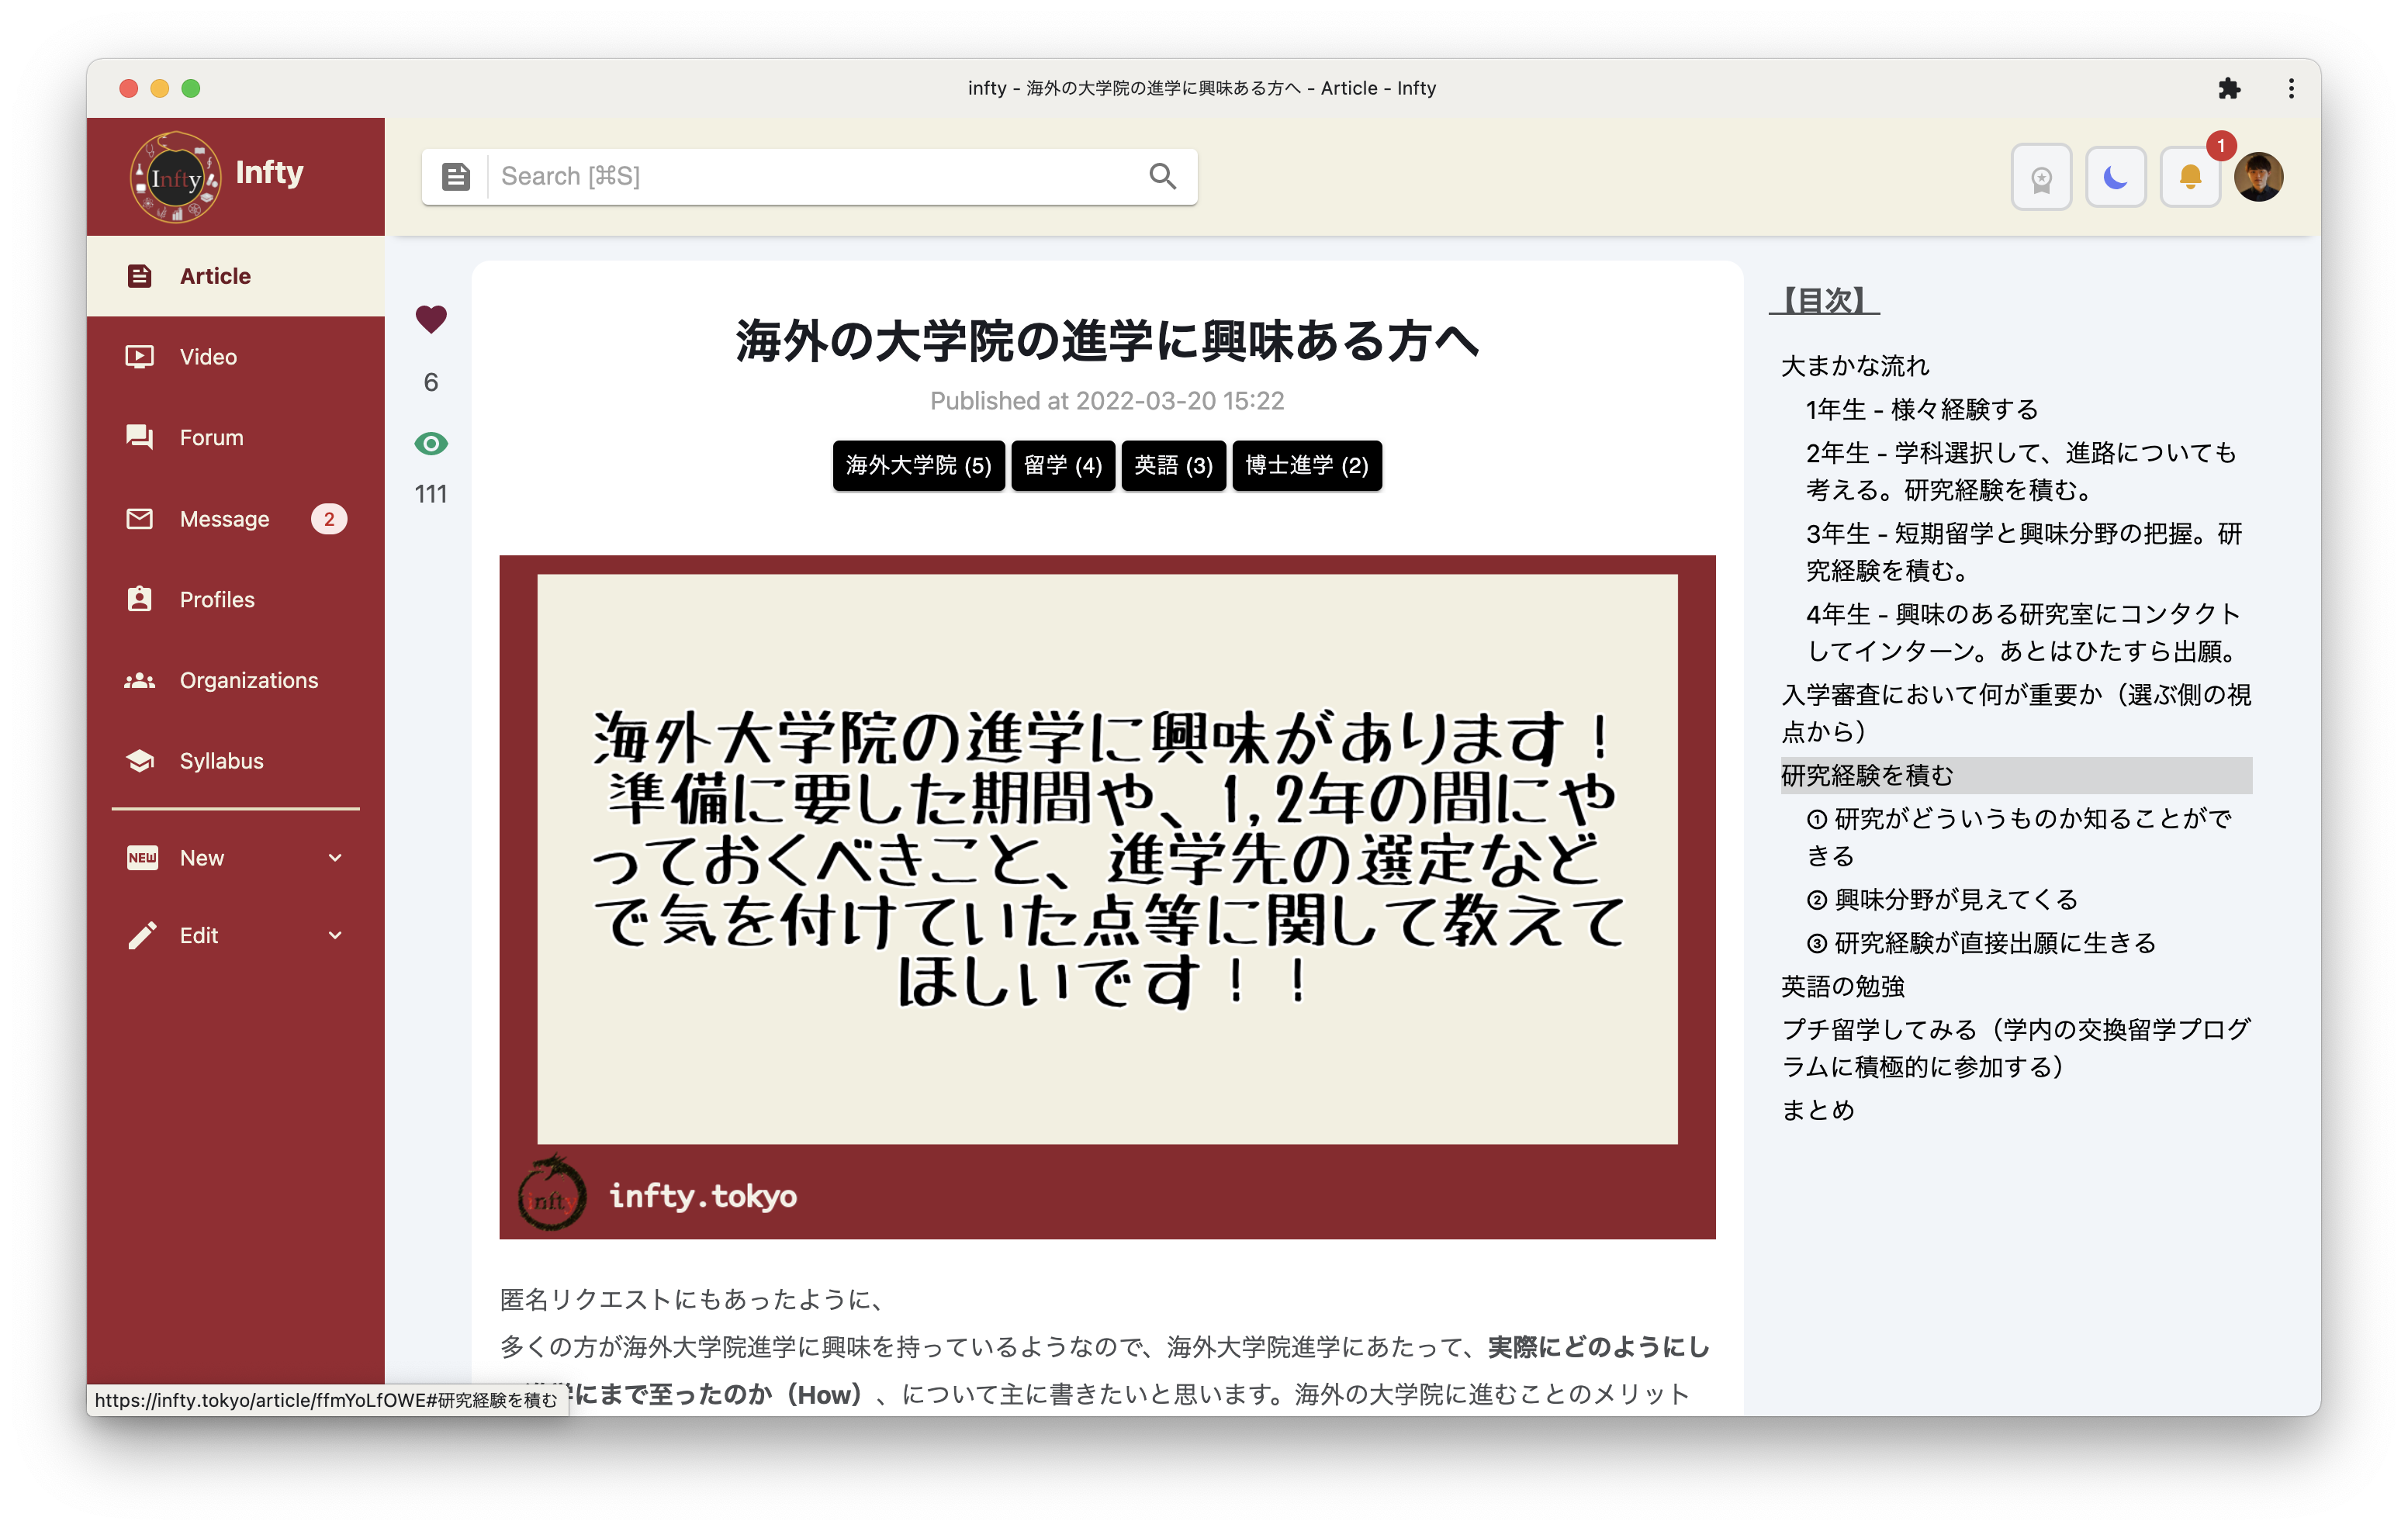 infty - 海外の大学院の進学に興味ある方へ - Article - Infty
Infty
Infty
Search [⌘S]
1
Article
Video
Forum
Message 2
Profiles
Organizations
Syllabus
NEW New
Edit
6
111
海外の大学院の進学に興味ある方へ
Published at 2022-03-20 15:22
海外大学院 (5) 留学 (4) 英語 (3) 博士進学 (2)
海外大学院の進学に興味があります！
準備に要した期間や、1,2年の間にや
っておくべきこと、進学先の選定など
で気を付けていた点等に関して教えて
ほしいです！！
infty
infty.tokyo
匿名リクエストにもあったように、
多くの方が海外大学院進学に興味を持っているようなので、海外大学院進学にあたって、実際にどのようにし
にまで至ったのか（How）、について主に書きたいと思います。海外の大学院に進むことのメリット
【目次】
大まかな流れ
1年生 - 様々経験する
2年生 - 学科選択して、進路についても
考える。研究経験を積む。
3年生 - 短期留学と興味分野の把握。研
究経験を積む。
4年生 - 興味のある研究室にコンタクト
してインターン。あとはひたすら出願。
入学審査において何が重要か（選ぶ側の視
点から）
研究経験を積む
① 研究がどういうものか知ることがで
きる
② 興味分野が見えてくる
③ 研究経験が直接出願に生きる
英語の勉強
プチ留学してみる（学内の交換留学プログ
ラムに積極的に参加する）
まとめ
https://infty.tokyo/article/ffmYoLfOWE#研究経験を積む